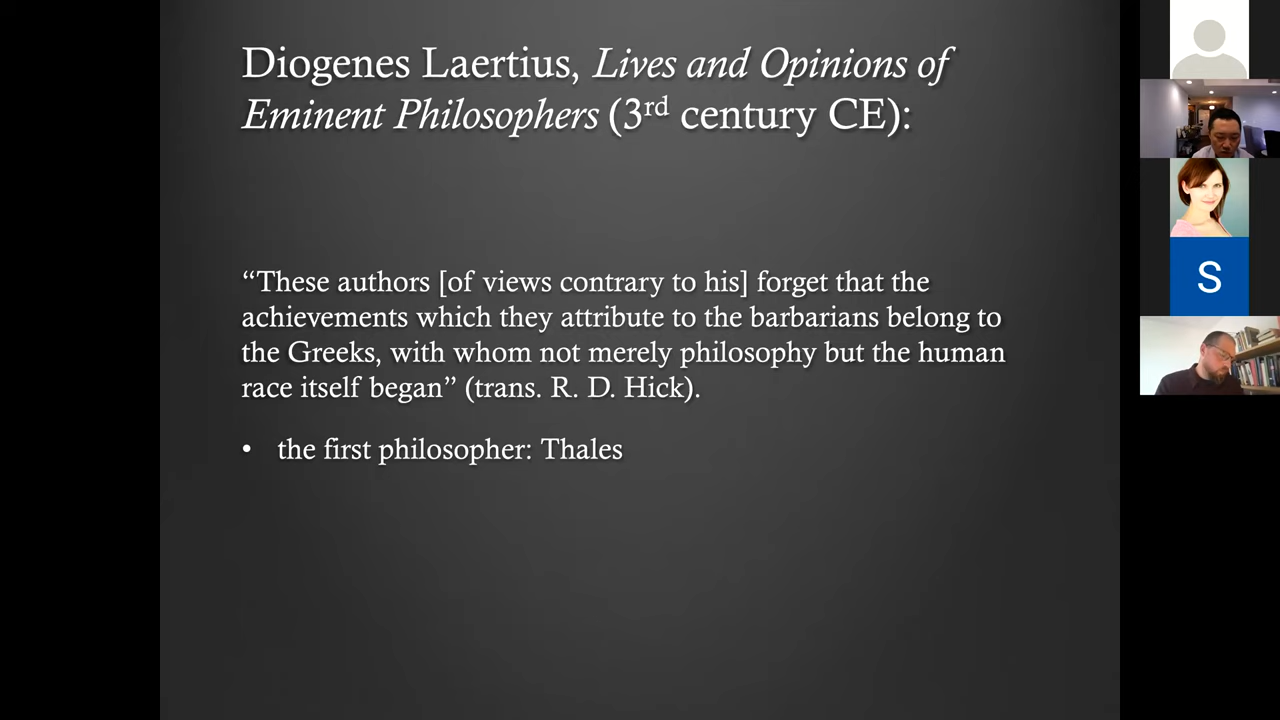 Diogenes Laertius, Lives and Opinions of
Eminent Philosophers (3rd century CE):
“These authors [of views contrary to his] forget that the
achievements which they attribute to the barbarians belong to
the Greeks, with whom not merely philosophy but the human
race itself began” (trans. R. D. Hick).
• the first philosopher: Thales
S